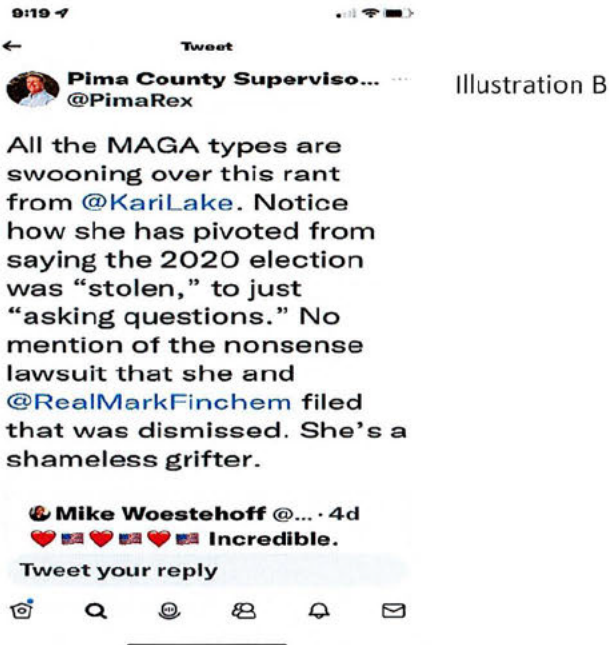 9:19
Tweet
Pima County Superviso... ...
@PimaRex
Illustration B
All the MAGA types are
swooning over this rant
from @KariLake. Notice
how she has pivoted from
saying the 2020 election
was “stolen,” to just
“asking questions.” No
mention of the nonsense
lawsuit that she and
@RealMarkFinchem filed
that was dismissed. She’s a
shameless grifter.
Mike Woestehoff @... · 4d
❤️🇺🇸❤️🇺🇸❤️🇺🇸 Incredible.
Tweet your reply